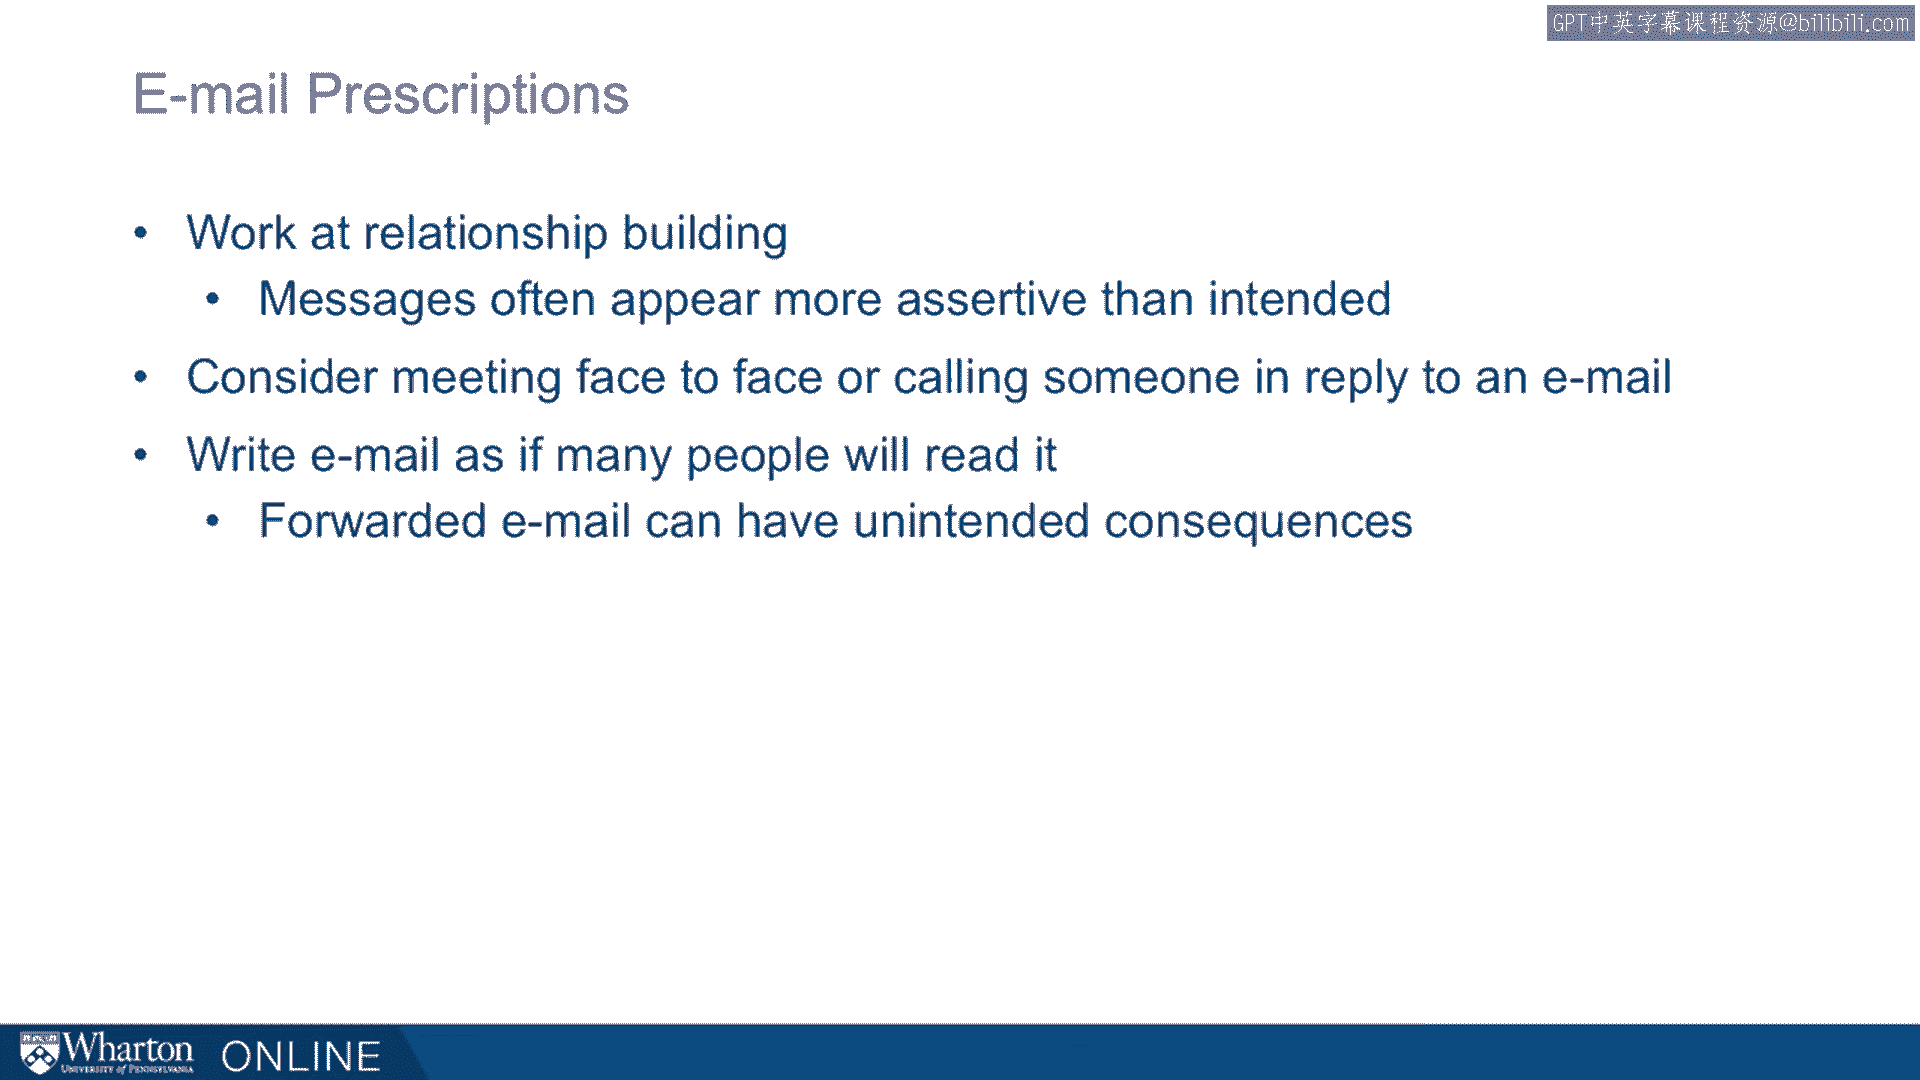 GPT中英字幕课程资源@bilibili.com
E-mail Prescriptions
• Work at relationship building
• Messages often appear more assertive than intended
• Consider meeting face to face or calling someone in reply to an e-mail
• Write e-mail as if many people will read it
• Forwarded e-mail can have unintended consequences
Wharton ONLINE
UNIVERSITY of PENNSYLVANIA